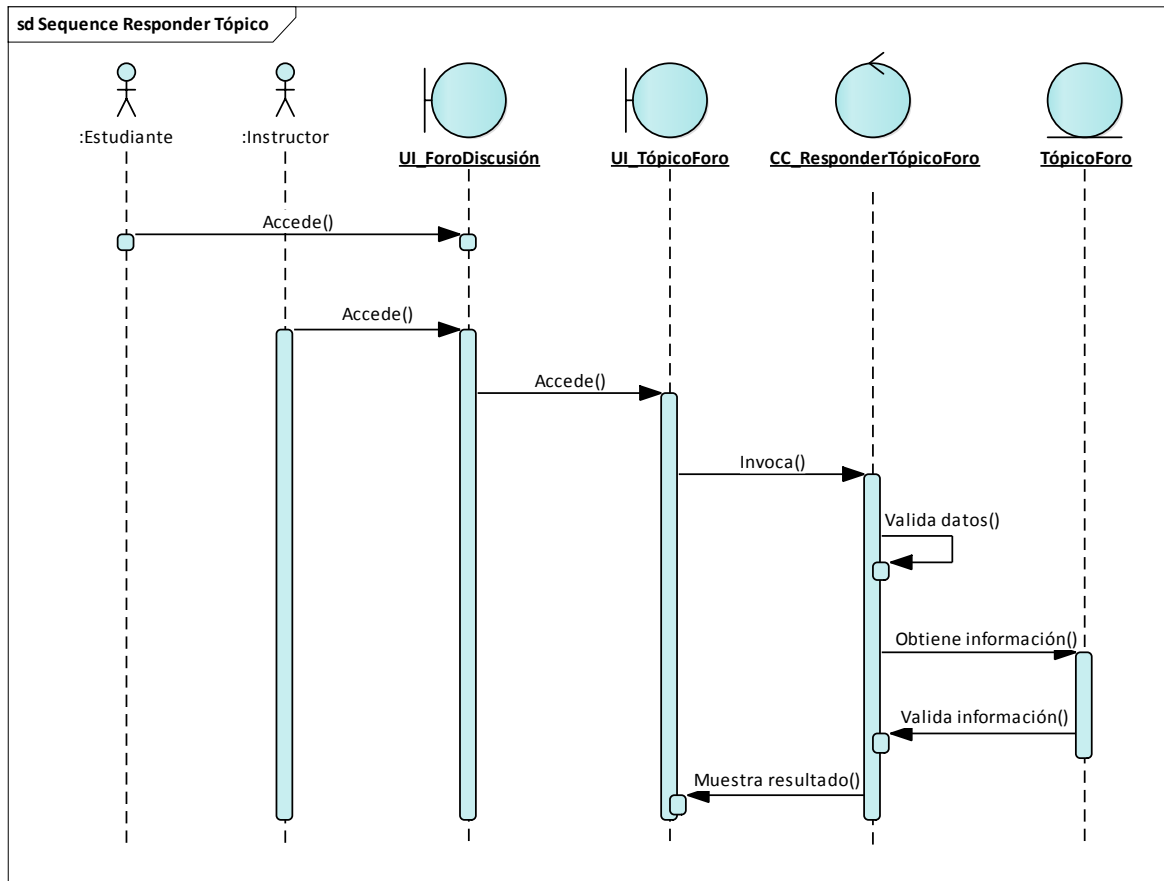 sd Sequence Responder Tópico
:Estudiante
:Instructor
UI_ForoDiscusión
UI_TópicoForo
CC_ResponderTópicoForo
TópicoForo
Accede()
Accede()
Accede()
Invoca()
Valida datos()
Obtiene información()
Valida información()
Muestra resultado()